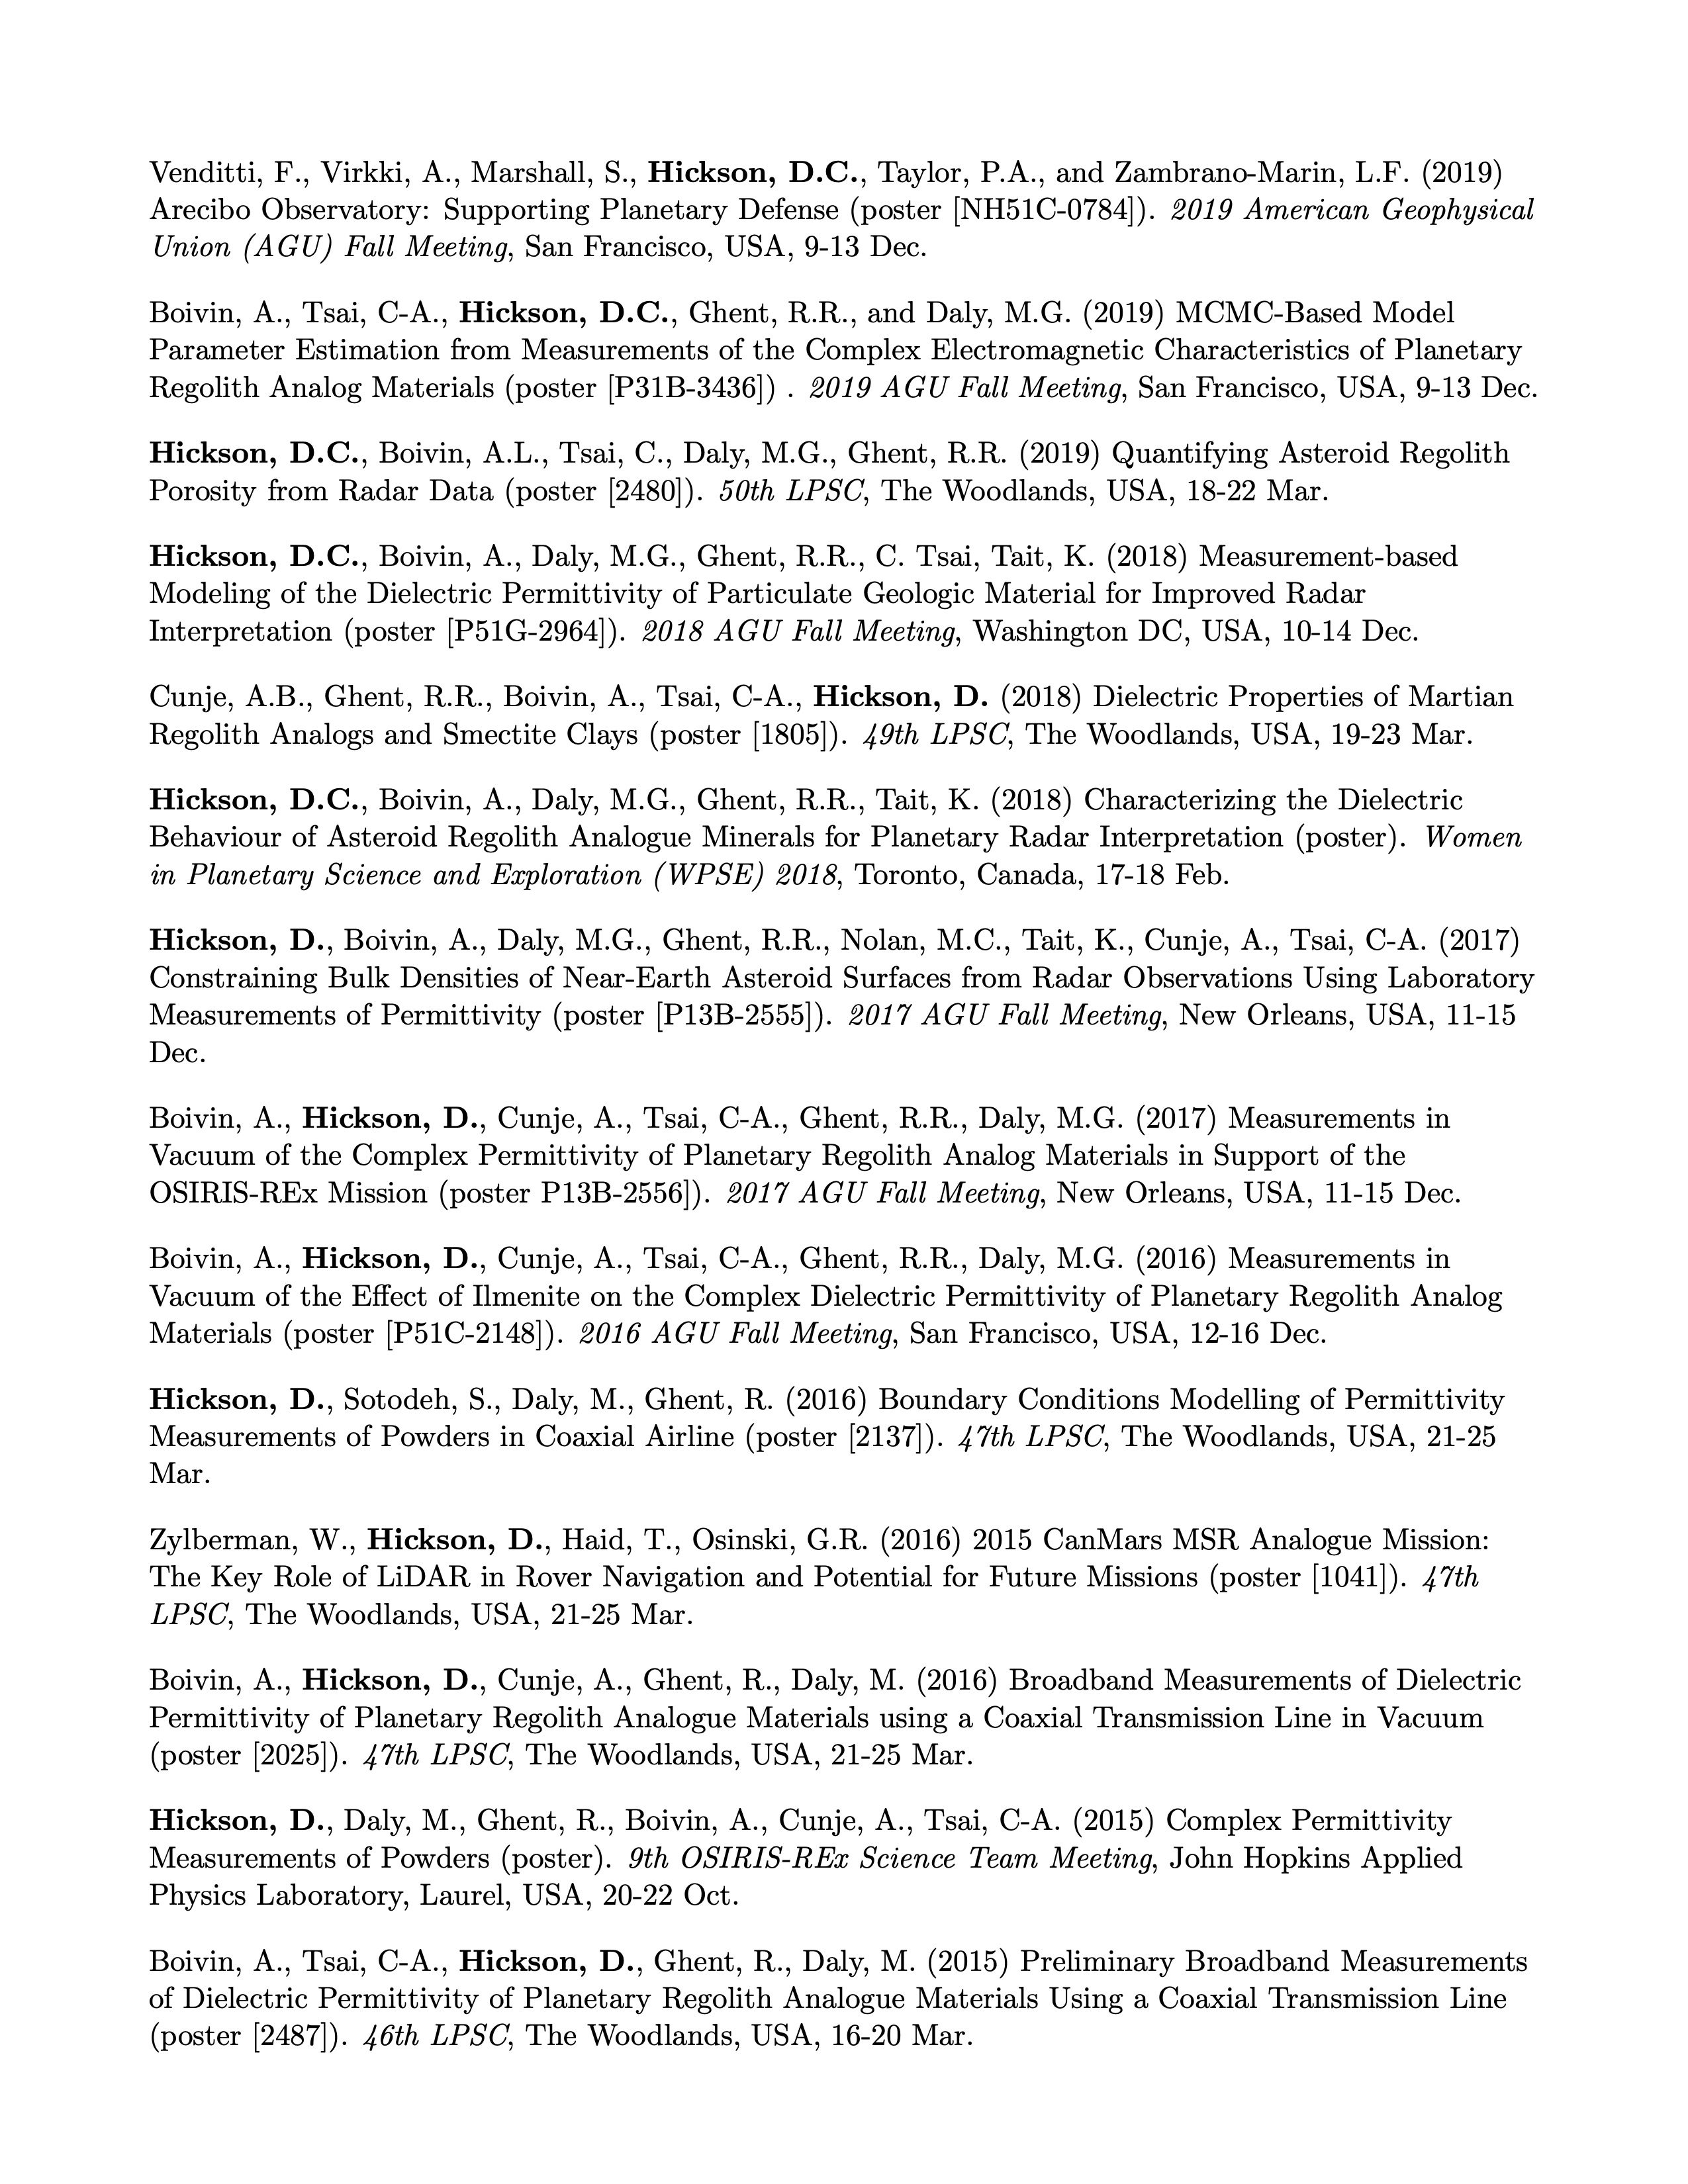 Venditti, F., Virkki, A., Marshall, S., Hickson, D.C., Taylor, P.A., and Zambrano-Marin, L.F. (2019)
Arecibo Observatory: Supporting Planetary Defense (poster [NH51C-0784]). 2019 American Geophysical
Union (AGU) Fall Meeting, San Francisco, USA, 9-13 Dec.
Boivin, A., Tsai, C-A., Hickson, D.C., Ghent, R.R., and Daly, M.G. (2019) MCMC-Based Model
Parameter Estimation from Measurements of the Complex Electromagnetic Characteristics of Planetary
Regolith Analog Materials (poster [P31B-3436]) . 2019 AGU Fall Meeting, San Francisco, USA, 9-13 Dec.
Hickson, D.C., Boivin, A.L., Tsai, C., Daly, M.G., Ghent, R.R. (2019) Quantifying Asteroid Regolith
Porosity from Radar Data (poster [2480]). 50th LPSC, The Woodlands, USA, 18-22 Mar.
Hickson, D.C., Boivin, A., Daly, M.G., Ghent, R.R., C. Tsai, Tait, K. (2018) Measurement-based
Modeling of the Dielectric Permittivity of Particulate Geologic Material for Improved Radar
Interpretation (poster [P51G-2964]). 2018 AGU Fall Meeting, Washington DC, USA, 10-14 Dec.
Cunje, A.B., Ghent, R.R., Boivin, A., Tsai, C-A., Hickson, D. (2018) Dielectric Properties of Martian
Regolith Analogs and Smectite Clays (poster [1805]). 49th LPSC, The Woodlands, USA, 19-23 Mar.
Hickson, D.C., Boivin, A., Daly, M.G., Ghent, R.R., Tait, K. (2018) Characterizing the Dielectric
Behaviour of Asteroid Regolith Analogue Minerals for Planetary Radar Interpretation (poster). Women
in Planetary Science and Exploration (WPSE) 2018, Toronto, Canada, 17-18 Feb.
Hickson, D., Boivin, A., Daly, M.G., Ghent, R.R., Nolan, M.C., Tait, K., Cunje, A., Tsai, C-A. (2017)
Constraining Bulk Densities of Near-Earth Asteroid Surfaces from Radar Observations Using Laboratory
Measurements of Permittivity (poster [P13B-2555]). 2017 AGU Fall Meeting, New Orleans, USA, 11-15
Dec.
Boivin, A., Hickson, D., Cunje, A., Tsai, C-A., Ghent, R.R., Daly, M.G. (2017) Measurements in
Vacuum of the Complex Permittivity of Planetary Regolith Analog Materials in Support of the
OSIRIS-REx Mission (poster P13B-2556]). 2017 AGU Fall Meeting, New Orleans, USA, 11-15 Dec.
Boivin, A., Hickson, D., Cunje, A., Tsai, C-A., Ghent, R.R., Daly, M.G. (2016) Measurements in
Vacuum of the Effect of Ilmenite on the Complex Dielectric Permittivity of Planetary Regolith Analog
Materials (poster [P51C-2148]). 2016 AGU Fall Meeting, San Francisco, USA, 12-16 Dec.
Hickson, D., Sotodeh, S., Daly, M., Ghent, R. (2016) Boundary Conditions Modelling of Permittivity
Measurements of Powders in Coaxial Airline (poster [2137]). 47th LPSC, The Woodlands, USA, 21-25
Mar.
Zylberman, W., Hickson, D., Haid, T., Osinski, G.R. (2016) 2015 CanMars MSR Analogue Mission:
The Key Role of LiDAR in Rover Navigation and Potential for Future Missions (poster [1041]). 47th
LPSC, The Woodlands, USA, 21-25 Mar.
Boivin, A., Hickson, D., Cunje, A., Ghent, R., Daly, M. (2016) Broadband Measurements of Dielectric
Permittivity of Planetary Regolith Analogue Materials using a Coaxial Transmission Line in Vacuum
(poster [2025]). 47th LPSC, The Woodlands, USA, 21-25 Mar.
Hickson, D., Daly, M., Ghent, R., Boivin, A., Cunje, A., Tsai, C-A. (2015) Complex Permittivity
Measurements of Powders (poster). 9th OSIRIS-REx Science Team Meeting, John Hopkins Applied
Physics Laboratory, Laurel, USA, 20-22 Oct.
Boivin, A., Tsai, C-A., Hickson, D., Ghent, R., Daly, M. (2015) Preliminary Broadband Measurements
of Dielectric Permittivity of Planetary Regolith Analogue Materials Using a Coaxial Transmission Line
(poster [2487]). 46th LPSC, The Woodlands, USA, 16-20 Mar.